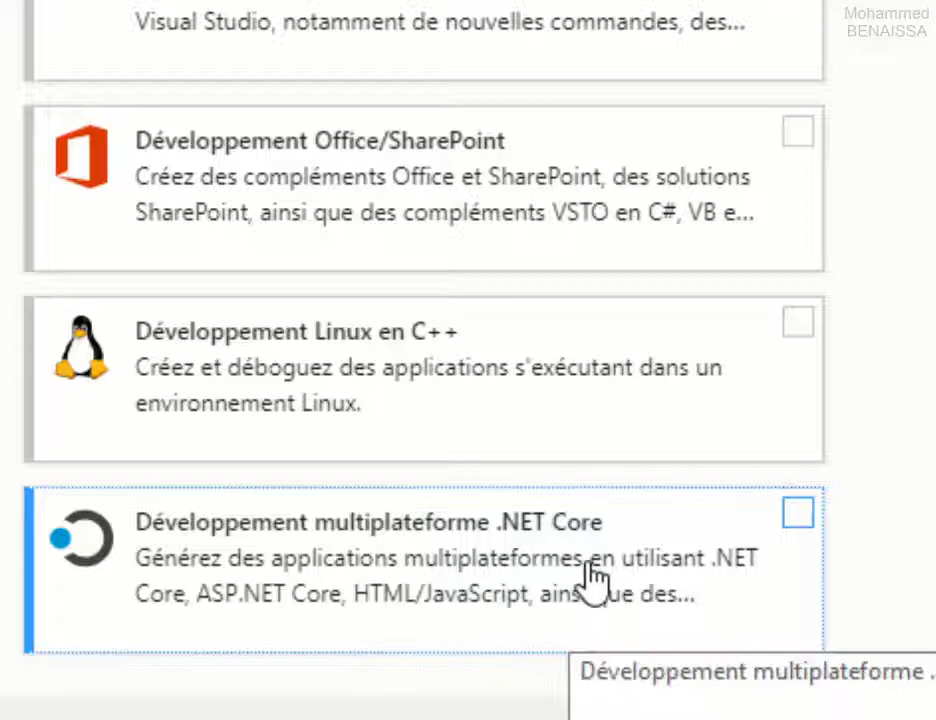 Mohammed
BENAISSA
Visual Studio, notamment de nouvelles commandes, des...
Développement Office/SharePoint
Créez des compléments Office et SharePoint, des solutions
SharePoint, ainsi que des compléments VSTO en C#, VB e...
Développement Linux en C++
Créez et déboguez des applications s'exécutant dans un
environnement Linux.
Développement multiplateforme .NET Core
Générez des applications multiplateformes en utilisant .NET
Core, ASP.NET Core, HTML/JavaScript, ainsi que des...
Développement multiplateforme .